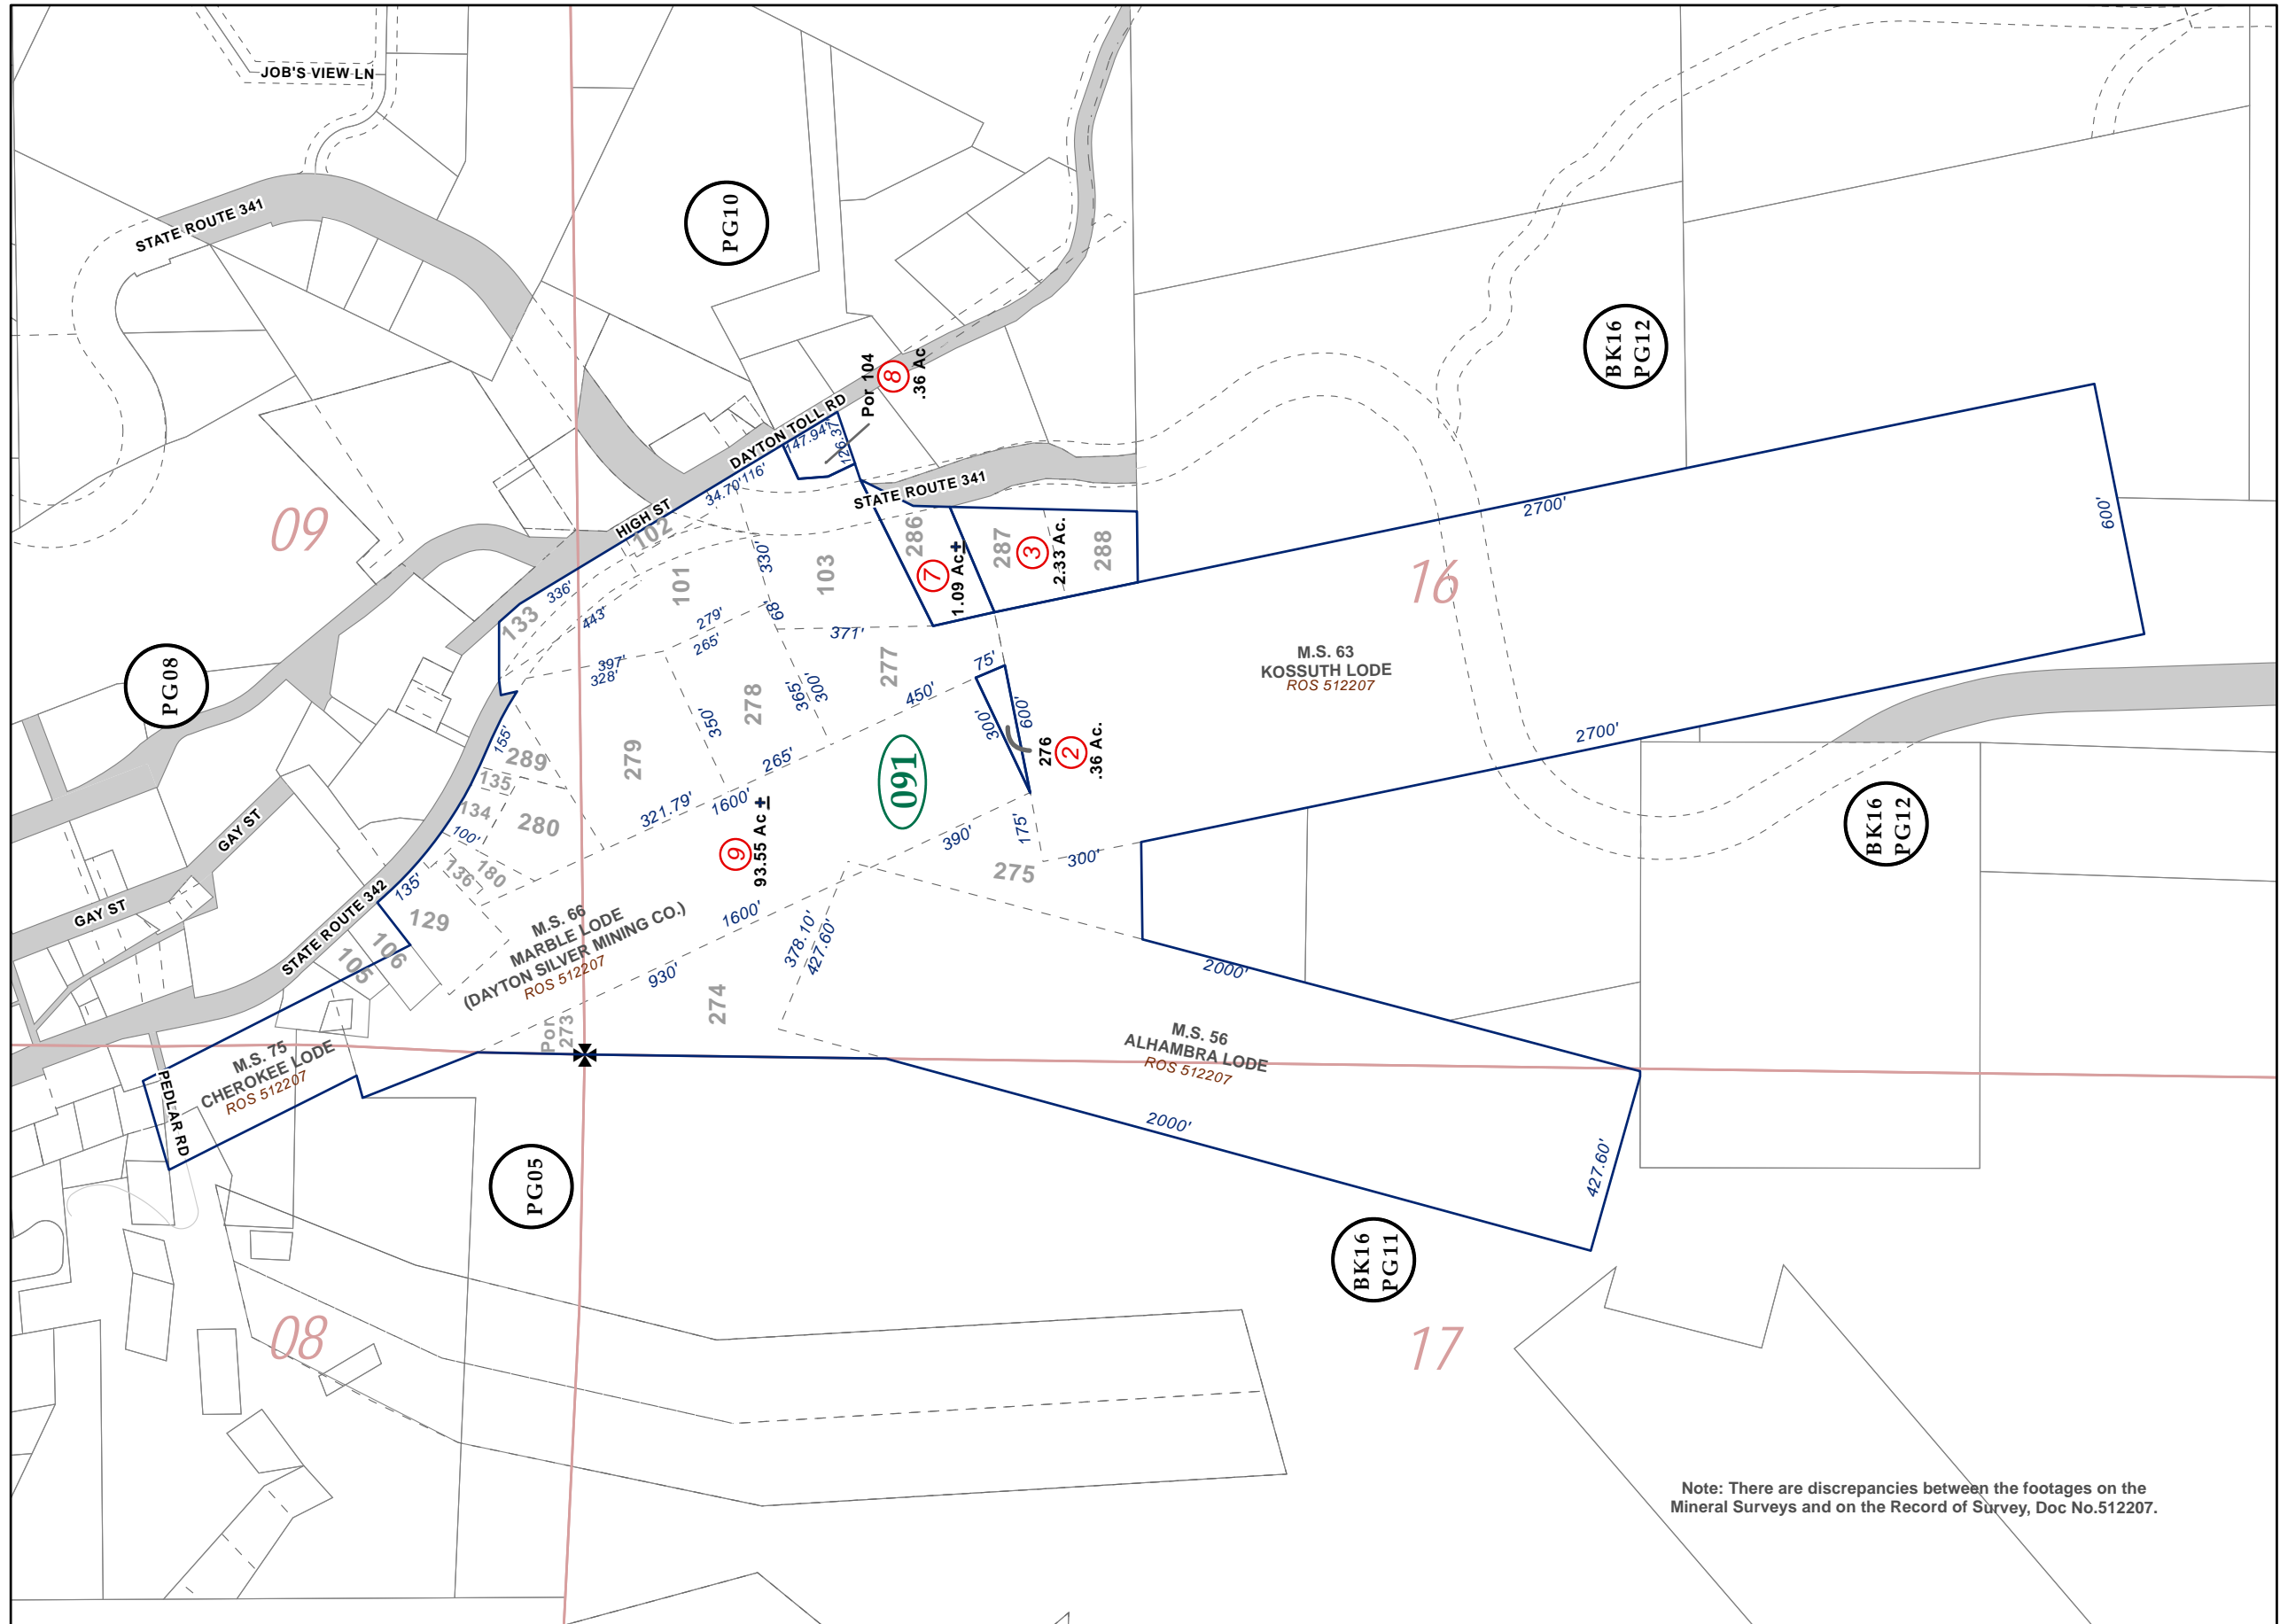 JOB'S VIEW LN
STATE ROUTE 341
PG10
BK16
PG12
Por 104
8
.36 Ac
DAYTON TOLL RD
147.94'
126.37'
34.70'
116'
STATE ROUTE 341
HIGH ST
09
102
101
103
330'
286
7
1.09 Ac±
287
3
2.33 Ac.
288
2700'
600'
16
133
336'
443'
279'
265'
68'
371'
397'
328'
277
278
365'
300'
350'
450'
75'
300'
600'
276
2
.36 Ac.
M.S. 63
KOSSUTH LODE
ROS 512207
2700'
PG08
155'
289
135
134
280
279
265'
321.79'
1600'
091
9
93.55 Ac ±
390'
175'
300'
275
BK16
PG12
GAY ST
GAY ST
100'
180
136
135'
129
STATE ROUTE 342
106
105
M.S. 66
MARBLE LODE
(DAYTON SILVER MINING CO.)
ROS 512207
1600'
930'
378.10'
427.60'
274
Por
273
2000'
M.S. 56
ALHAMBRA LODE
ROS 512207
2000'
427.60'
M.S. 75
CHEROKEE LODE
ROS 512207
PEDLAR RD
PG05
BK16
PG11
08
17
Note: There are discrepancies between the footages on the
Mineral Surveys and on the Record of Survey, Doc No.512207.